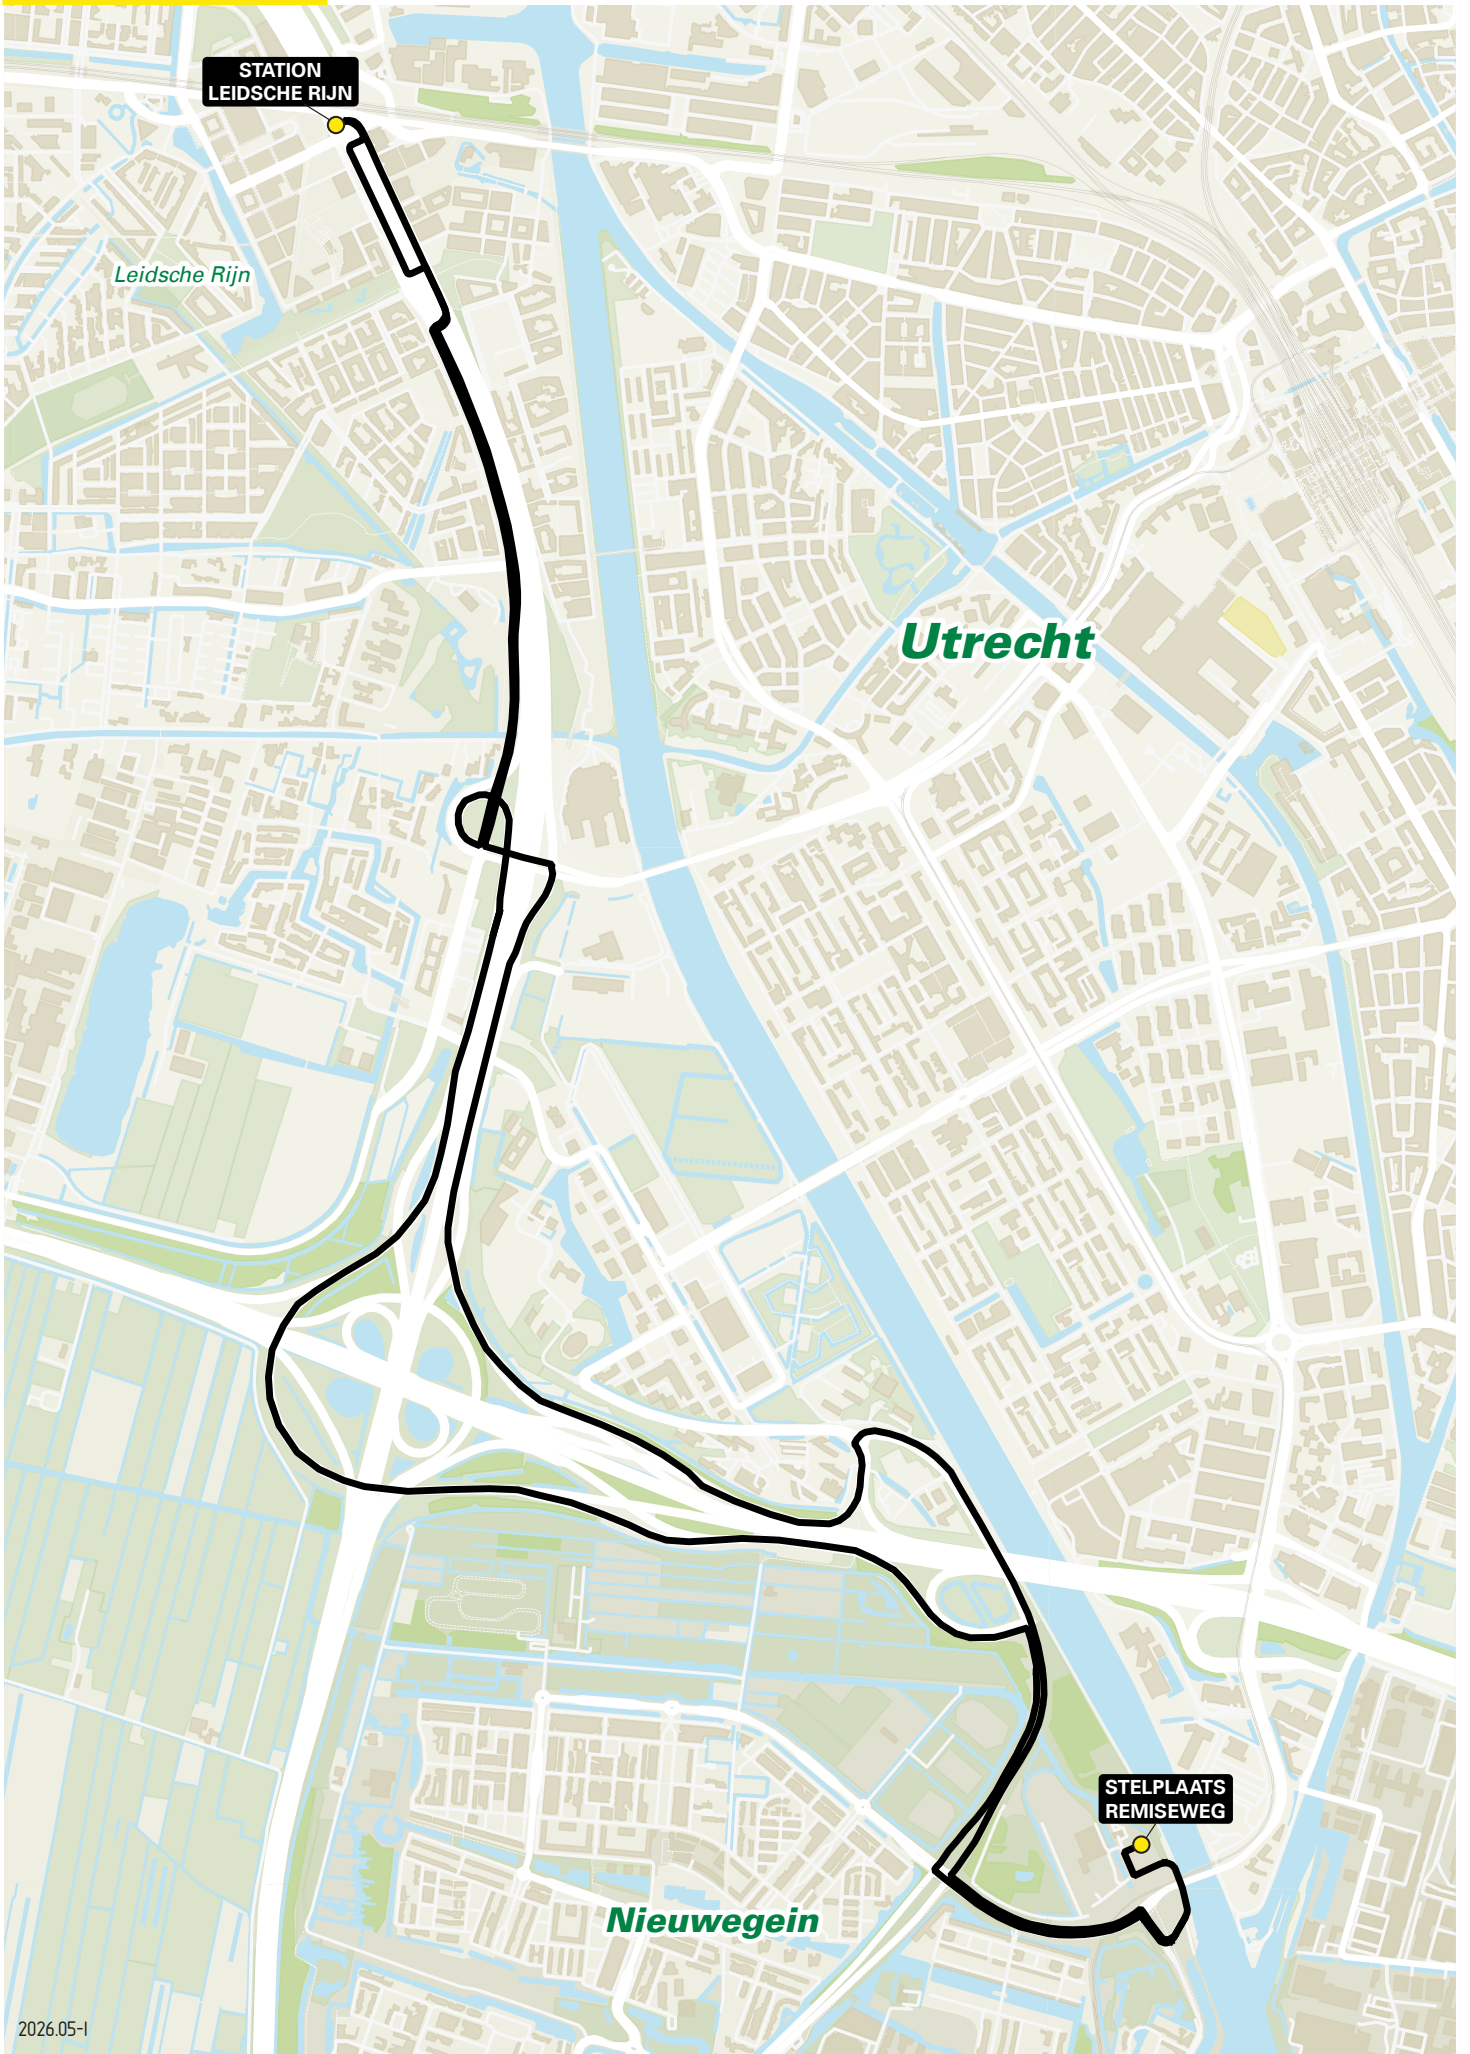 STATION
LEIDSCHE RIJN
Leidsche Rijn
Utrecht
STELPLAATS
REMISEWEG
Nieuwegein
2026.05-I